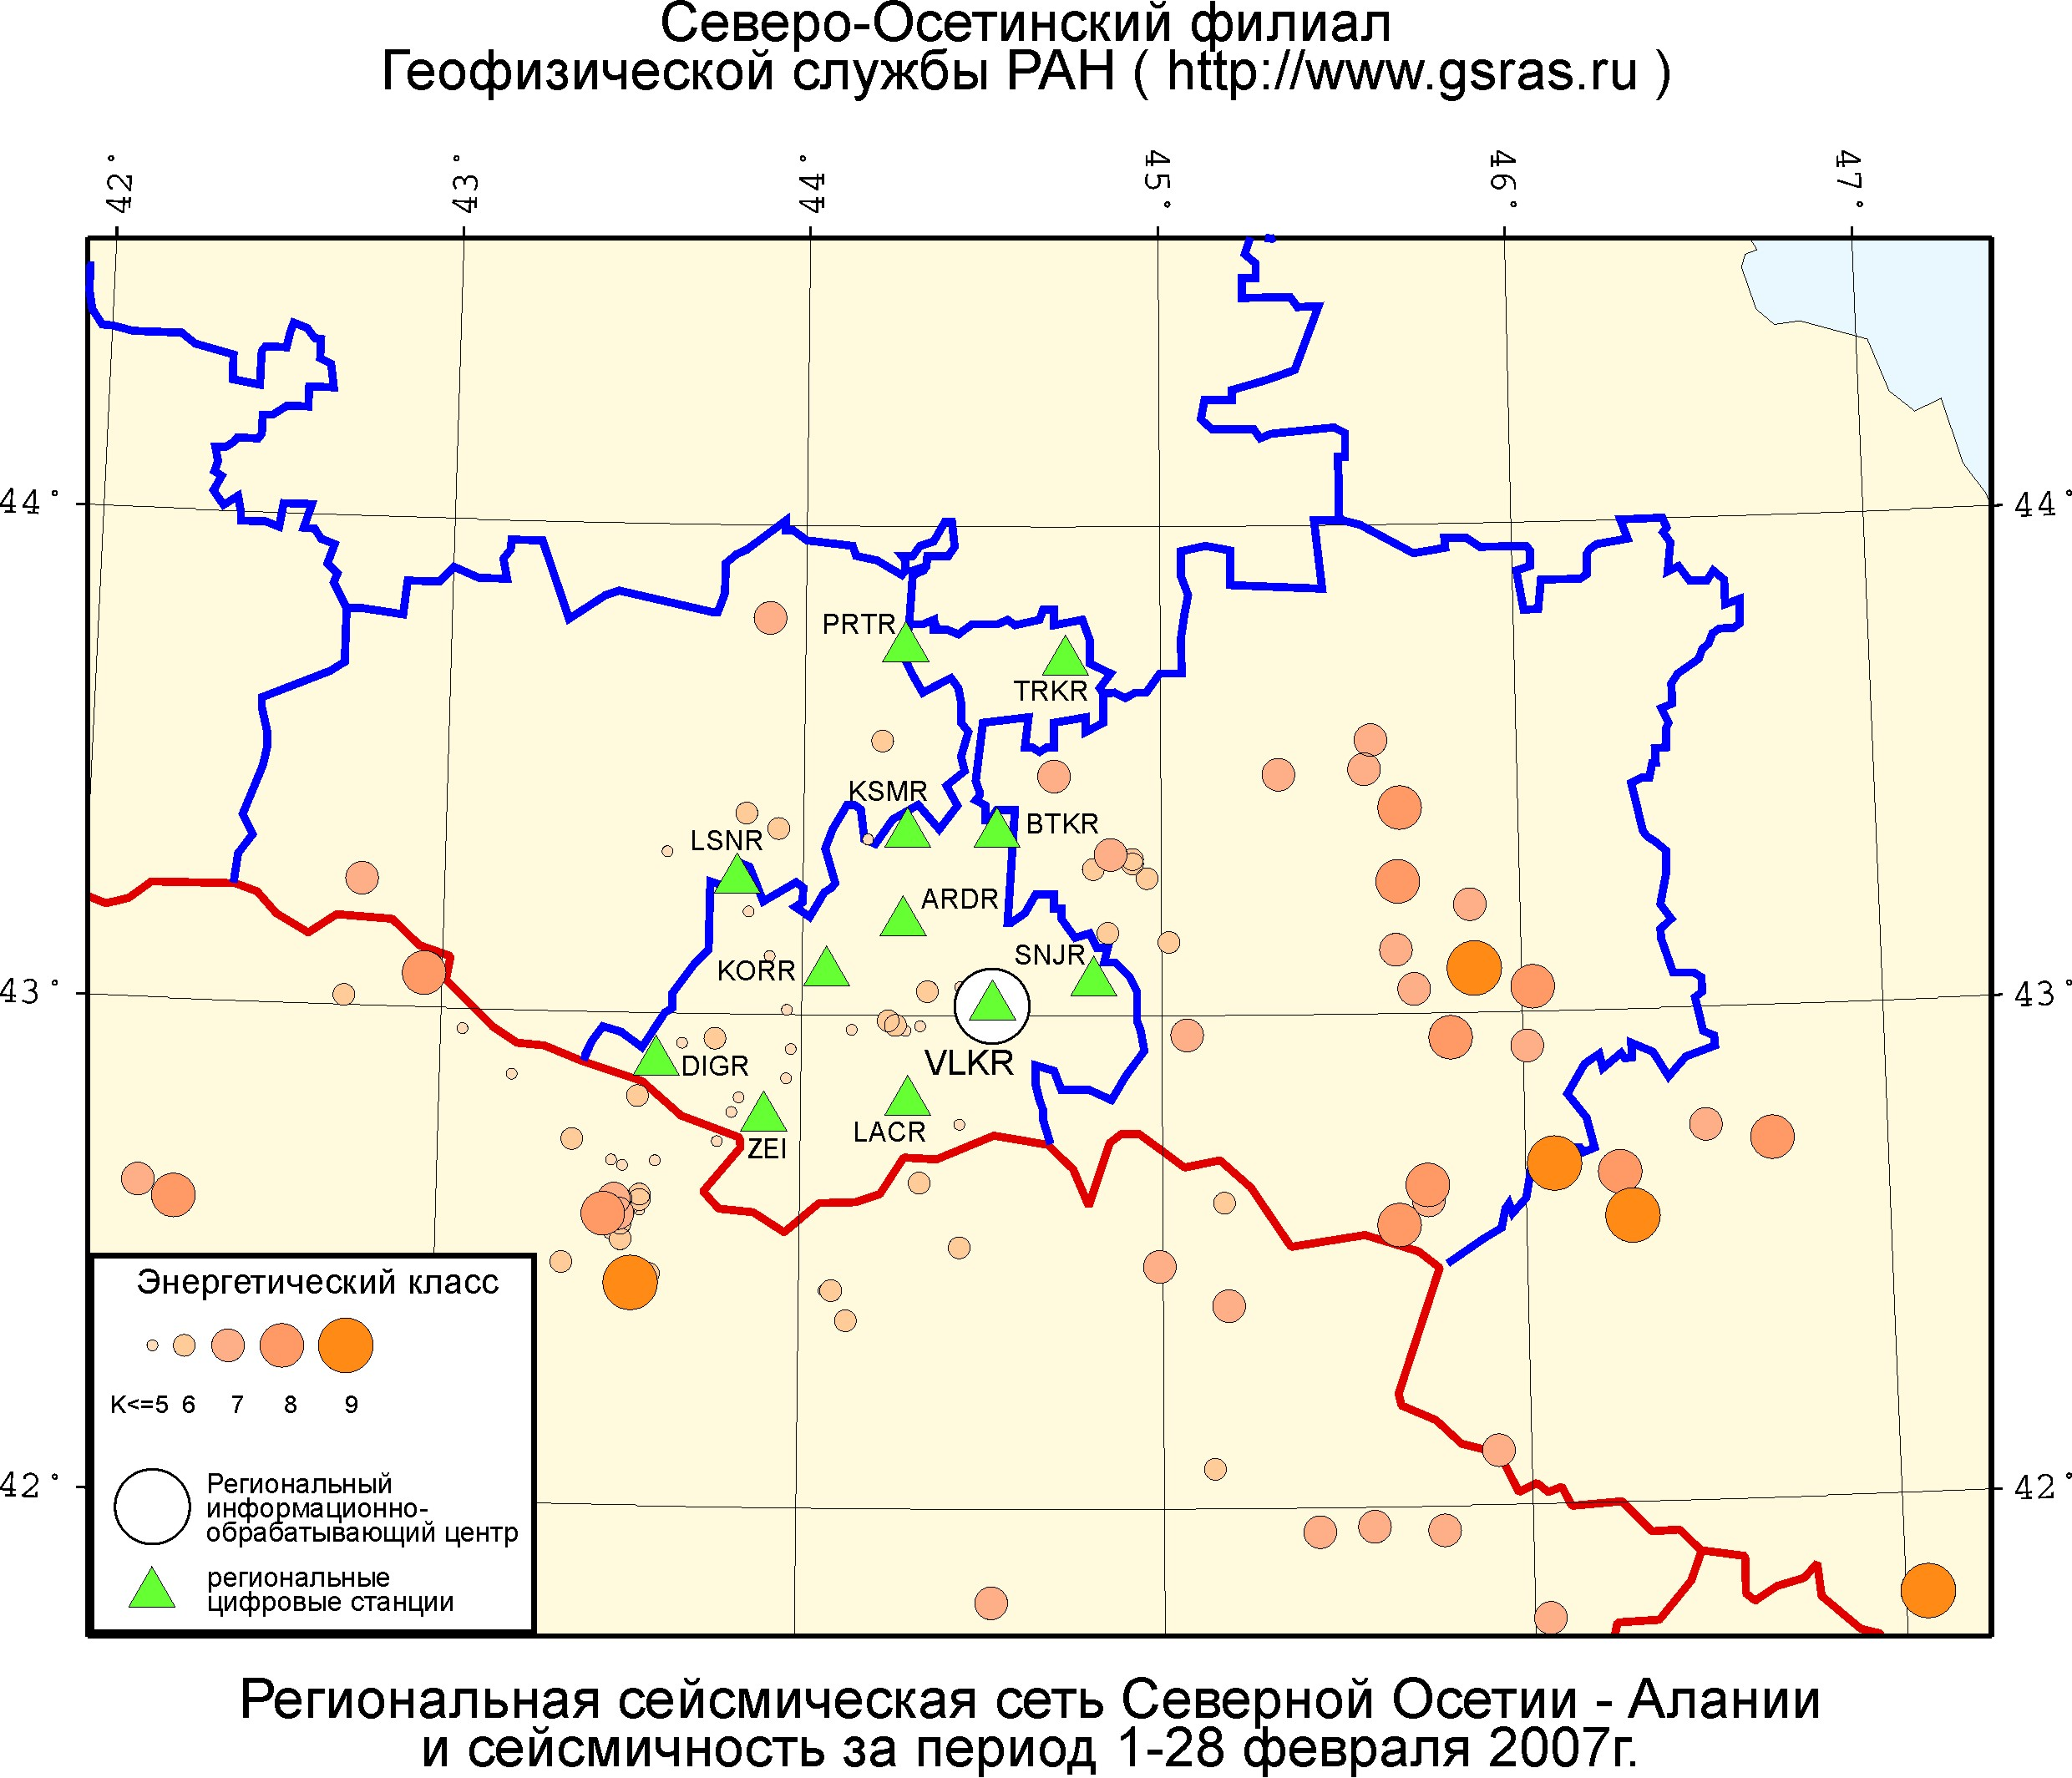 Северо-Осетинский филиал
Геофизической службы РАН ( http://www.gsras.ru )
42°
43°
44°
45°
46°
47°
44°
44°
PRTR
TRKR
KSMR
BTKR
LSNR
ARDR
SNJR
KORR
43°
43°
VLKR
DIGR
LACR
ZEI
Энергетический класс
K<=5 6 7 8 9
42°
42°
Региональный
информационно-
обрабатывающий центр
региональные
цифровые станции
Региональная сейсмическая сеть Северной Осетии - Алании
и сейсмичность за период 1-28 февраля 2007г.